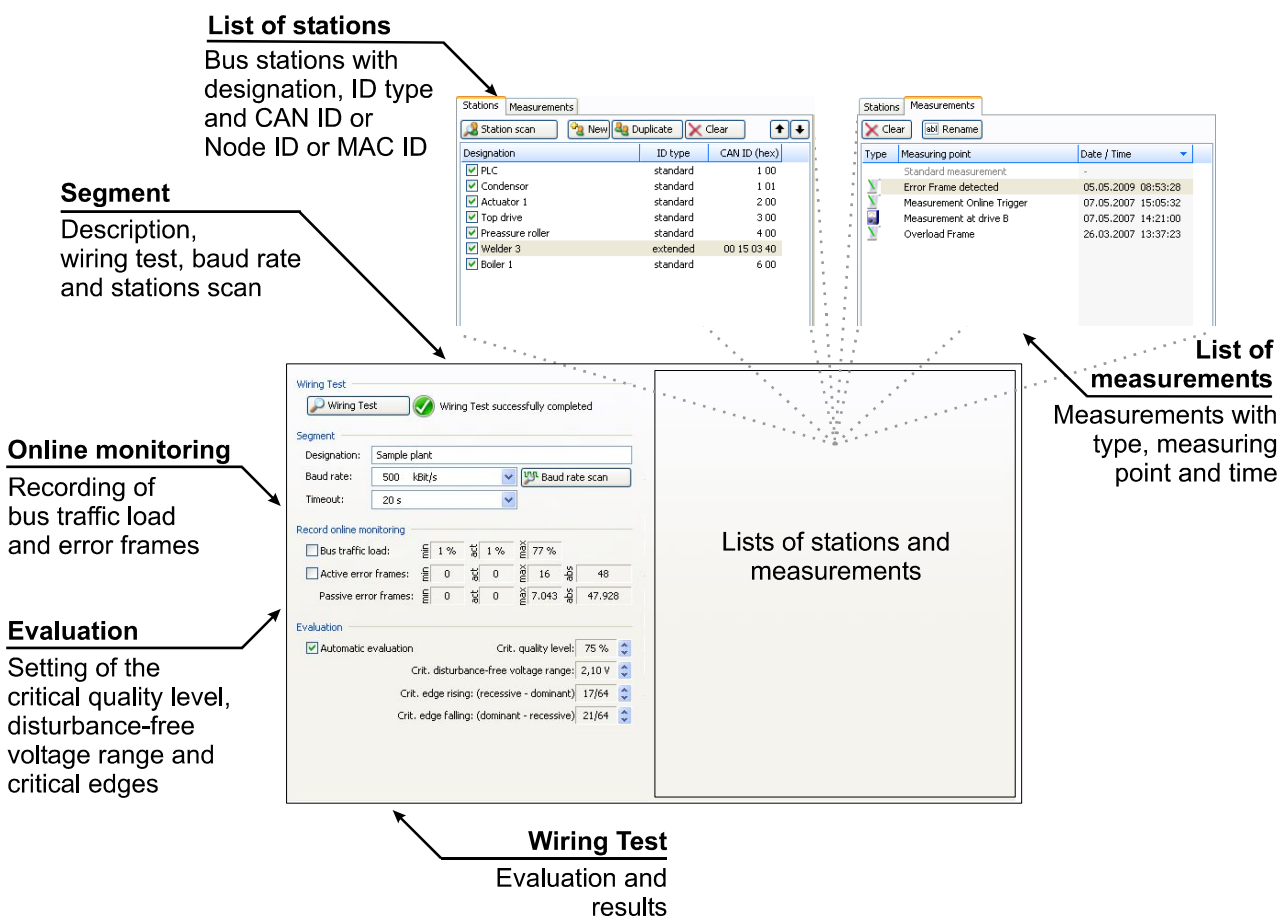 List of stations
Bus stations with
designation, ID type
and CAN ID or
Node ID or MAC ID
Stations Measurements
Station scan New Duplicate Clear
Designation ID type CAN ID (hex)
PLC standard 1 00
Condensor standard 1 01
Actuator 1 standard 2 00
Top drive standard 3 00
Preassure roller standard 4 00
Welder 3 extended 00 15 03 40
Boiler 1 standard 6 00
Stations Measurements
Clear abl Rename
Type Measuring point Date / Time
Standard measurement -
Error Frame detected 05.05.2009 08:53:28
Measurement Online Trigger 07.05.2007 15:05:32
Measurement at drive B 07.05.2007 14:21:00
Overload Frame 26.03.2007 13:37:23
Segment
Description,
wiring test, baud rate
and stations scan
List of
measurements
Measurements with
type, measuring
point and time
Online monitoring
Recording of
bus traffic load
and error frames
Evaluation
Setting of the
critical quality level,
disturbance-free
voltage range and
critical edges
Wiring Test
Wiring Test Wiring Test successfully completed
Segment
Designation: Sample plant
Baud rate: 500 kBit/s Baud rate scan
Timeout: 20 s
Record online monitoring
Bus traffic load: min 1 % act 1 % max 77 %
Active error frames: min 0 act 0 max 16 abs 48
Passive error frames: min 0 act 0 max 7.043 abs 47.928
Evaluation
Automatic evaluation Crit. quality level: 75 %
Crit. disturbance-free voltage range: 2,10 V
Crit. edge rising: (recessive - dominant) 17/64
Crit. edge falling: (dominant - recessive) 21/64
Lists of stations and
measurements
Wiring Test
Evaluation and
results